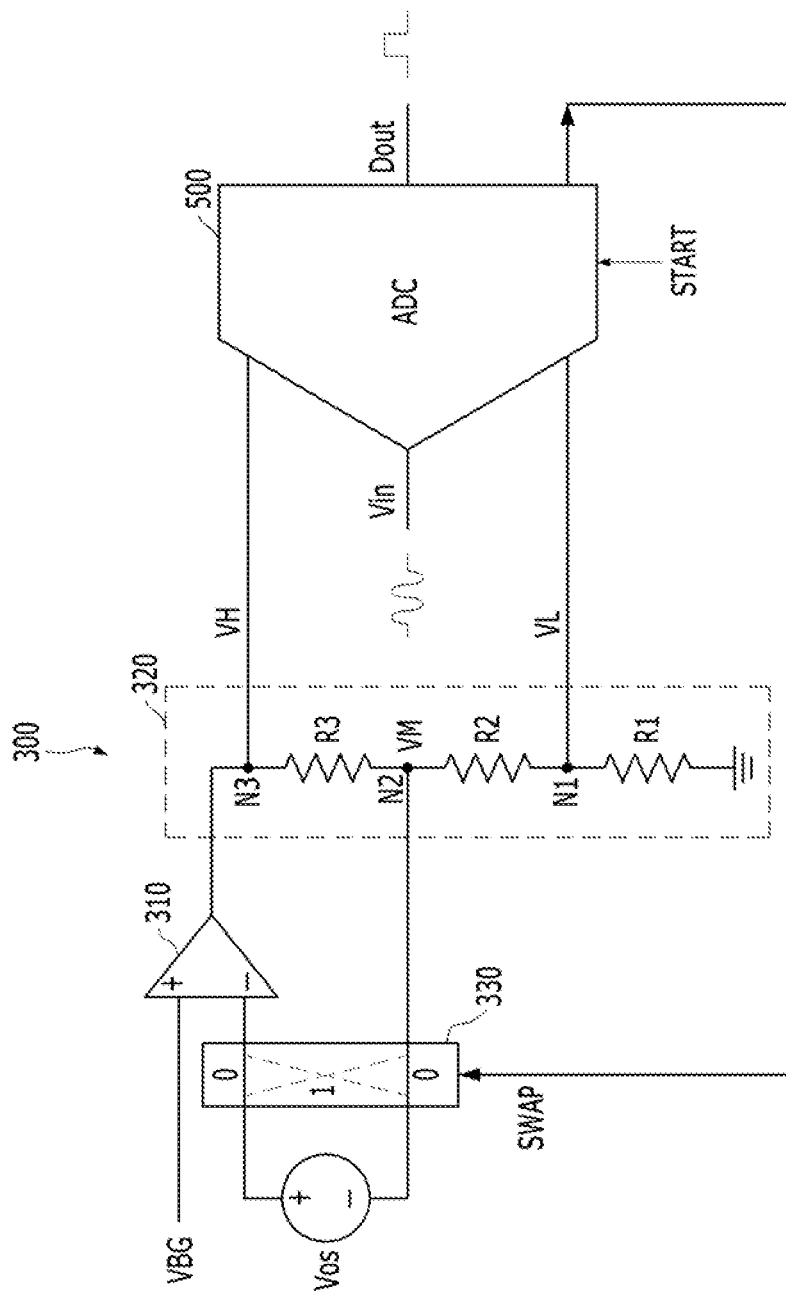 300
320
310
+
−
VBG
Vos
+
−
0
1
0
330
SWAP
N3
R3
N2
VM
R2
N1
R1
VH
VL
Vin
ADC
500
Dout
START